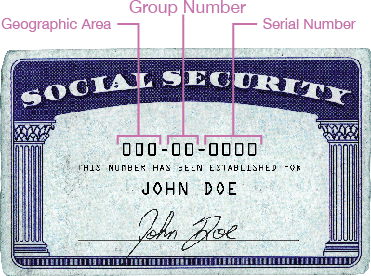 Group Number
Geographic Area Serial Number
SOCIAL SECURITY
000-00-0000
THIS NUMBER HAS BEEN ESTABLISHED FOR
JOHN DOE
John Doe